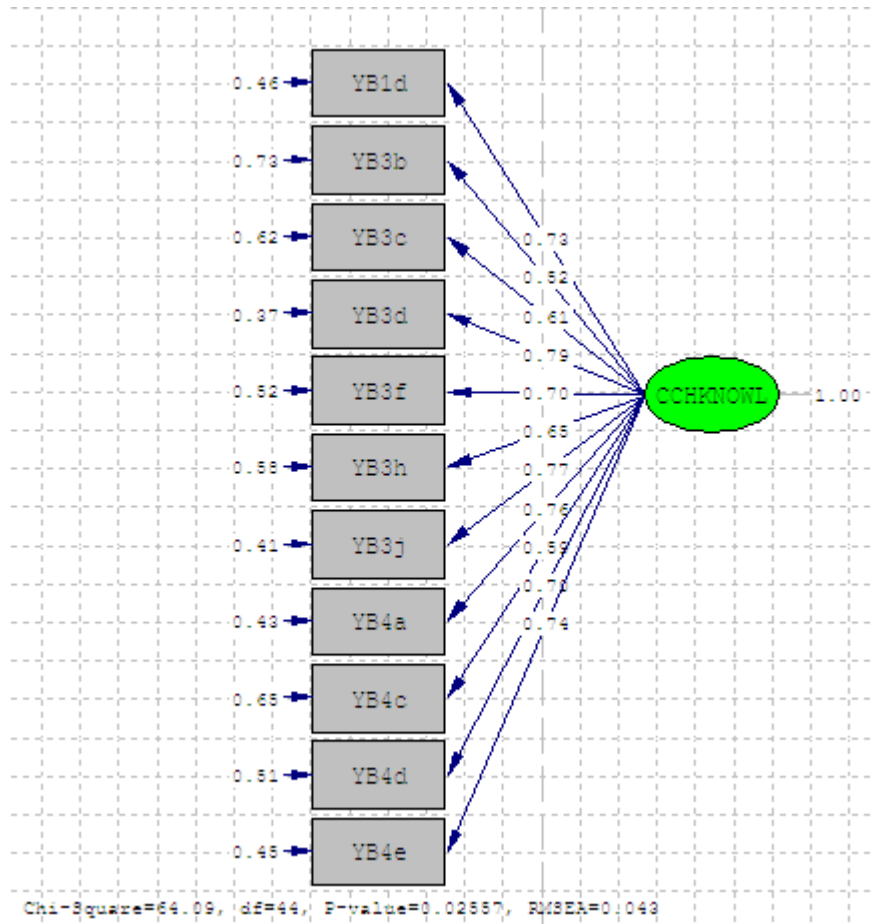 0.46 YB1d
0.73 YB3b
0.62 YB3c 0.73
0.52
0.37 YB3d 0.61
0.79
0.52 YB3f 0.70 CCHKNOWL 1.00
0.65
0.58 YB3h 0.77
0.76
0.41 YB3j 0.59
0.70
0.43 YB4a 0.74
0.65 YB4c
0.51 YB4d
0.45 YB4e
Chi-Square=64.09, df=44, P-value=0.02557, RMSEA=0.043